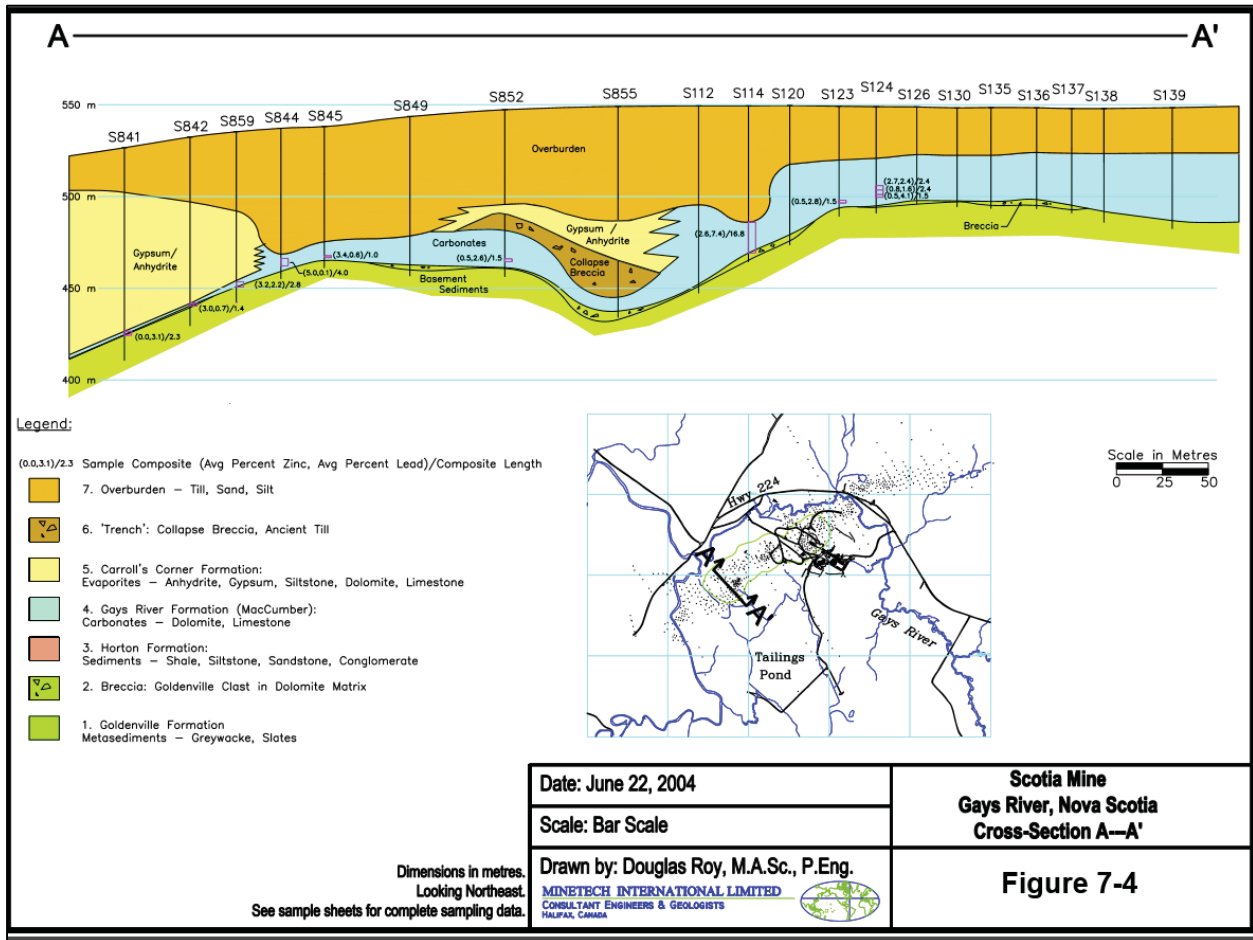 A
A'
550 m
500 m
450 m
400 m
S841
S842
S859
S844
S845
S849
S852
S855
S112
S114
S120
S123
S124
S126
S130
S135
S136
S137
S138
S139
Overburden
Gypsum/
Anhydrite
Carbonates
Gypsum /
Anhydrite
Collapse
Breccia
Basement
Sediments
Breccia
(0.0,3.1)/2.3
(3.0,0.7)/1.4
(3.2,2.2)/2.8
(5.0,0.1)/4.0
(3.4,0.6)/1.0
(0.5,2.6)/1.5
(2.6,7.4)/16.8
(0.5,2.8)/1.5
(2.7,2.4)/2.4
(0.8,1.6)/2.4
(0.5,4.1)/1.5
Legend:
(0.0,3.1)/2.3 Sample Composite (Avg Percent Zinc, Avg Percent Lead)/Composite Length
7. Overburden – Till, Sand, Silt
6. 'Trench': Collapse Breccia, Ancient Till
5. Carroll's Corner Formation:
Evaporites – Anhydrite, Gypsum, Siltstone, Dolomite, Limestone
4. Gays River Formation (MacCumber):
Carbonates – Dolomite, Limestone
3. Horton Formation:
Sediments – Shale, Siltstone, Sandstone, Conglomerate
2. Breccia: Goldenville Clast in Dolomite Matrix
1. Goldenville Formation
Metasediments – Greywacke, Slates
Hwy 224
A
A'
Gays River
Tailings
Pond
Scale in Metres
0 25 50
Date: June 22, 2004
Scale: Bar Scale
Drawn by: Douglas Roy, M.A.Sc., P.Eng.
MINETECH INTERNATIONAL LIMITED
CONSULTANT ENGINEERS & GEOLOGISTS
HALIFAX, CANADA
Scotia Mine
Gays River, Nova Scotia
Cross-Section A---A'
Figure 7-4
Dimensions in metres.
Looking Northeast.
See sample sheets for complete sampling data.